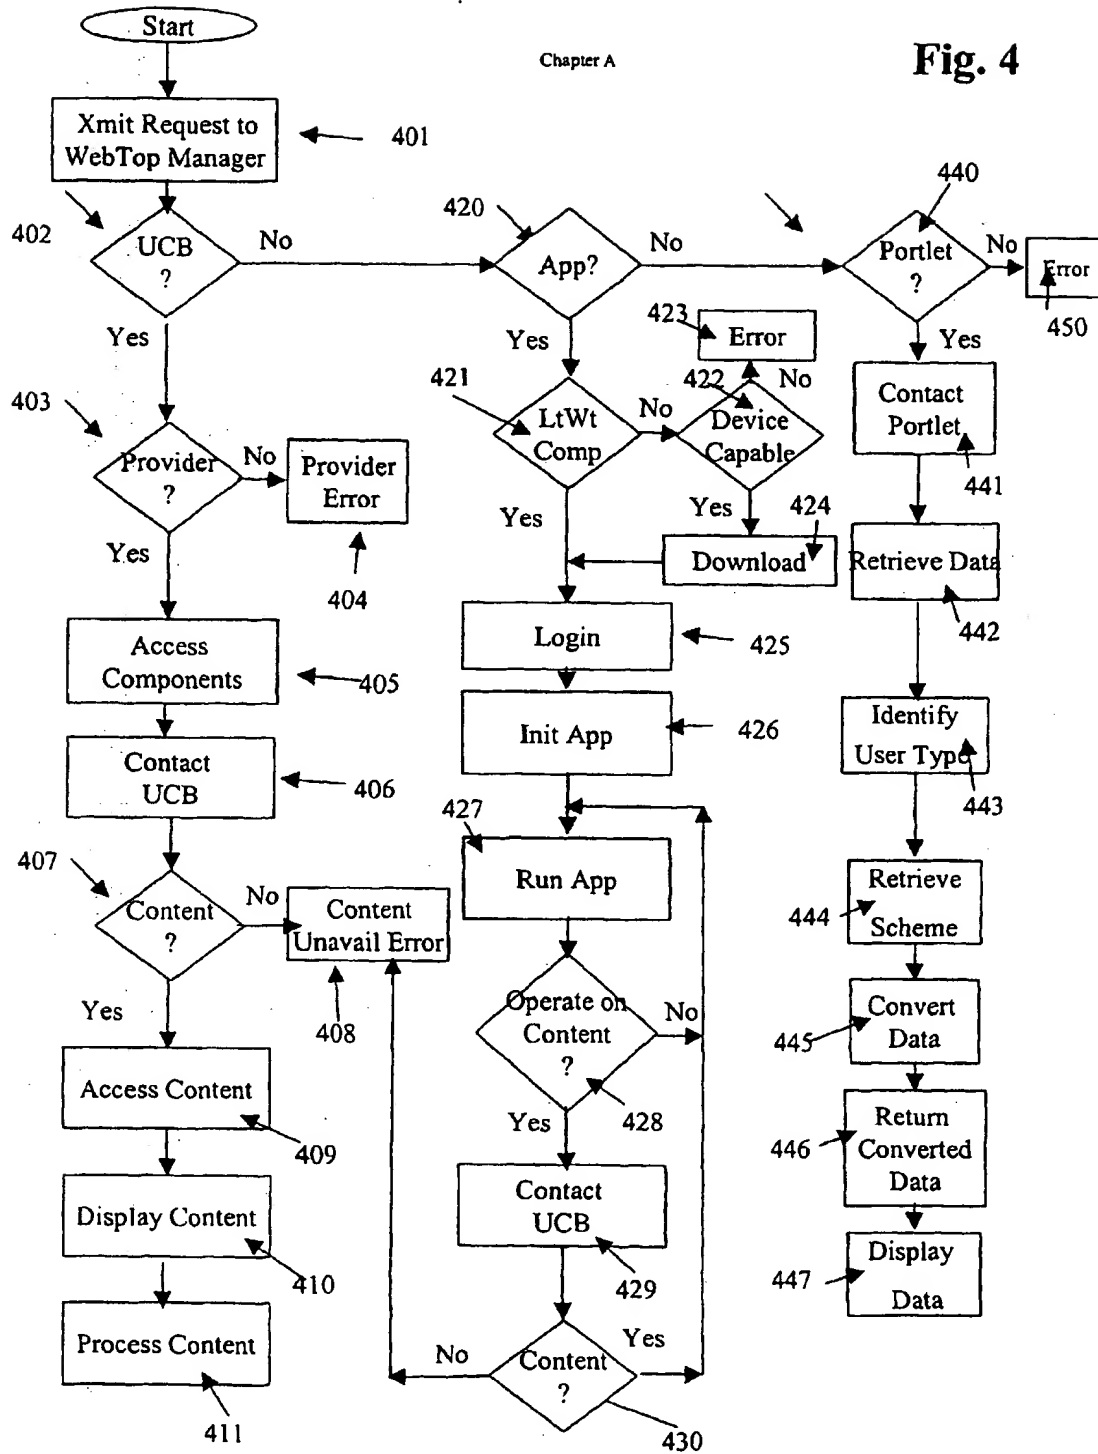 Start
Chapter A
Fig. 4
Xmit Request to
WebTop Manager
401
402
UCB
?
No
Yes
420
App?
No
Yes
440
Portlet
?
No
Yes
Error
450
403
Provider
?
No
Yes
Provider
Error
404
Access
Components
405
Contact
UCB
406
407
Content
?
No
Yes
Content
Unavail Error
408
Access Content
409
Display Content
410
Process Content
411
421
LtWt
Comp
No
Yes
422
Device
Capable
No
Yes
423
Error
424
Download
Login
425
Init App
426
427
Run App
Operate on
Content
?
No
Yes
428
Contact
UCB
429
Content
?
No
Yes
430
Contact
Portlet
441
Retrieve Data
442
Identify
User Type
443
Retrieve
Scheme
444
Convert
Data
445
Return
Converted
Data
446
Display
Data
447